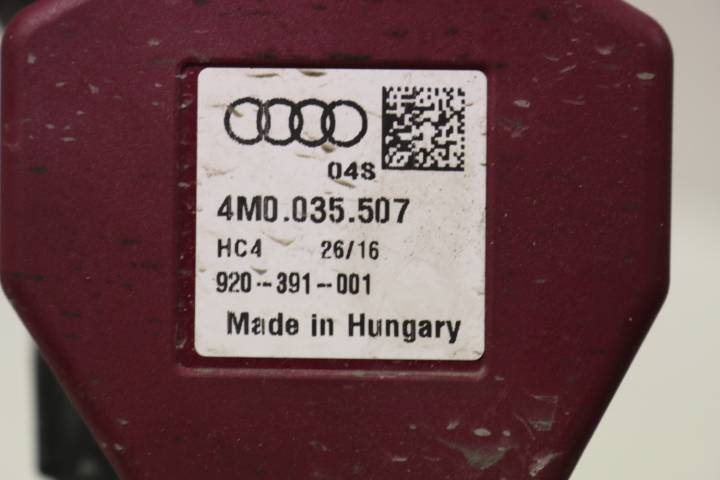 04S
4M0.035.507
HC4 26/16
920-391-001
Made in Hungary